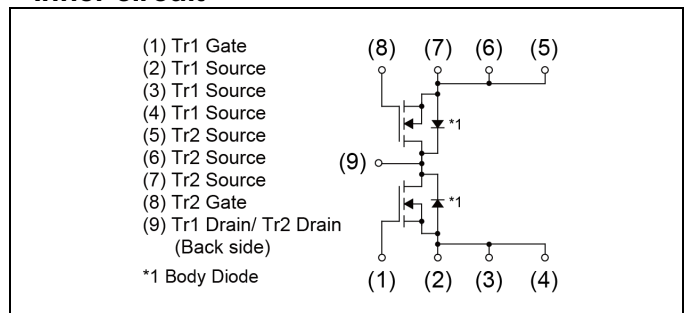 (1) Tr1 Gate
(2) Tr1 Source
(3) Tr1 Source
(4) Tr1 Source
(5) Tr2 Source
(6) Tr2 Source
(7) Tr2 Source
(8) Tr2 Gate
(9) Tr1 Drain/ Tr2 Drain
(Back side)
*1 Body Diode
(8) (7) (6) (5)
*1
(9)
*1
(1) (2) (3) (4)